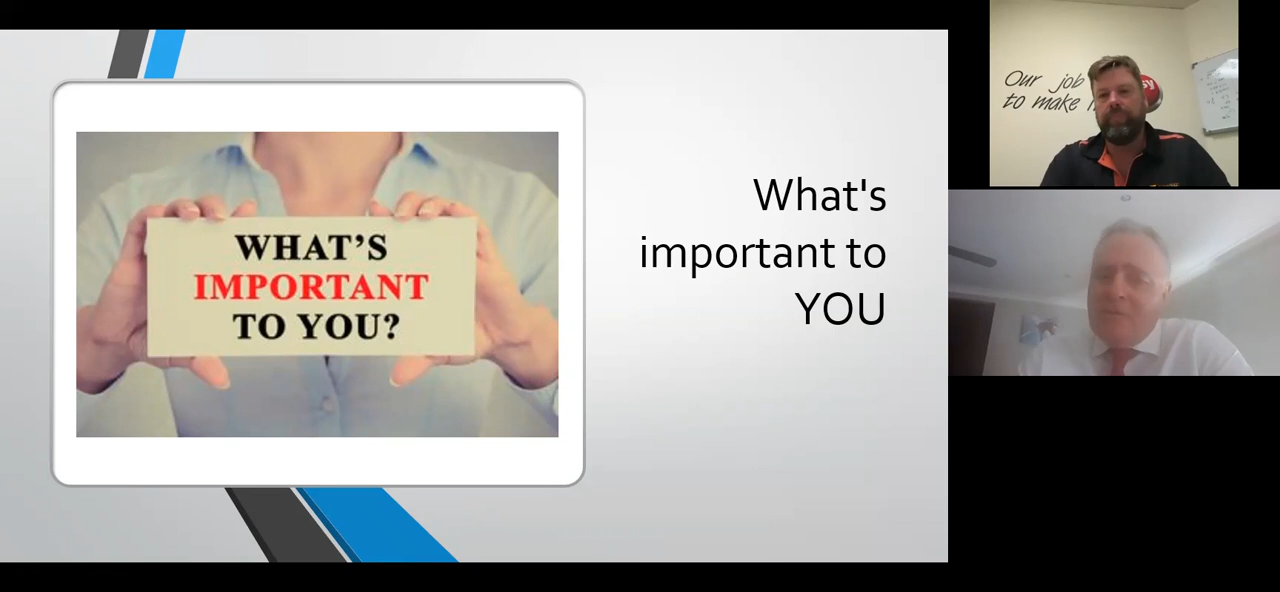 WHAT'S
IMPORTANT
TO YOU?
What's
important to
YOU
Our job
to make